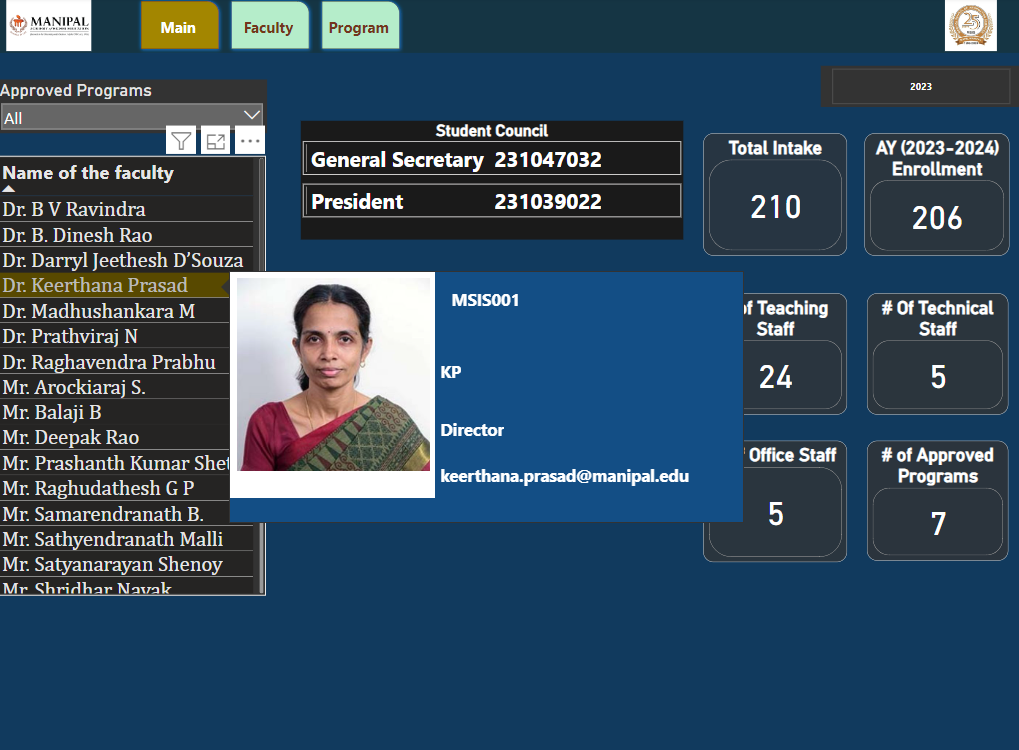 MANIPAL
Main
Faculty
Program
25
Approved Programs
All
2023
Name of the faculty
Dr. B V Ravindra
Dr. B. Dinesh Rao
Dr. Darryl Jeethesh D’Souza
Dr. Keerthana Prasad
Dr. Madhushankara M
Dr. Prathviraj N
Dr. Raghavendra Prabhu
Mr. Arockiaraj S.
Mr. Balaji B
Mr. Deepak Rao
Mr. Prashanth Kumar Shet
Mr. Raghudathesh G P
Mr. Samarendranath B.
Mr. Sathyendranath Malli
Mr. Satyanarayan Shenoy
Mr. Shridhar Nayak
Student Council
General Secretary 231047032
President 231039022
MSIS001
KP
Director
keerthana.prasad@manipal.edu
Total Intake
210
AY (2023-2024)
Enrollment
206
of Teaching
Staff
24
# Of Technical
Staff
5
Office Staff
5
# of Approved
Programs
7